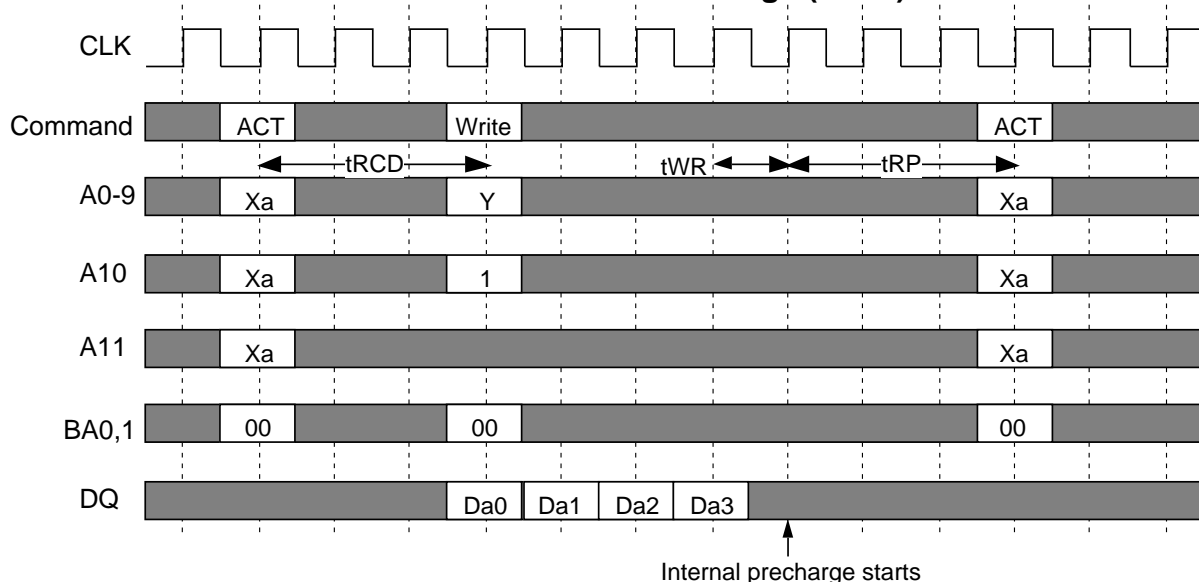 CLK
Command ACT Write ACT
tRCD tWR tRP
A0-9 Xa Y Xa
A10 Xa 1 Xa
A11 Xa Xa
BA0,1 00 00 00
DQ Da0 Da1 Da2 Da3
Internal precharge starts